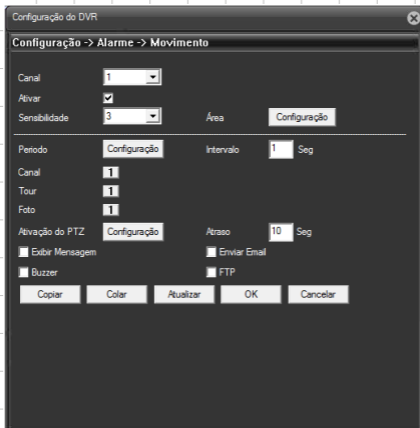 Configuração do DVR
Configuração -> Alarme -> Movimento
Canal 1
Ativar
Sensibilidade 3 Área Configuração
Período Configuração Intervalo 1 Seg
Canal 1
Tour 1
Foto 1
Ativação do PTZ Configuração Atraso 10 Seg
Exibir Mensagem Enviar Email
Buzzer FTP
Copiar Colar Atualizar OK Cancelar